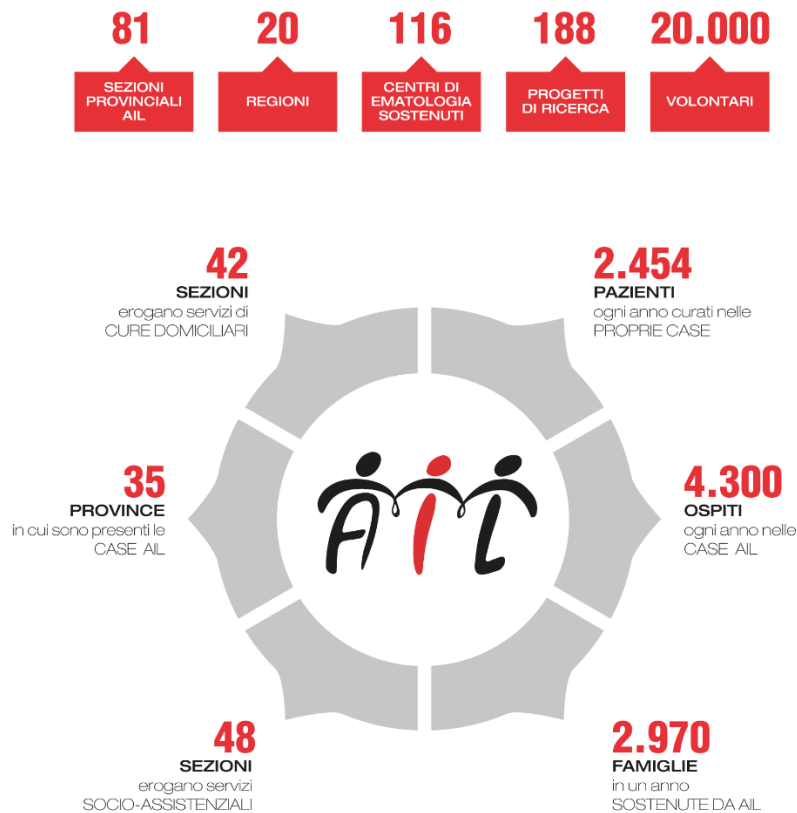 81
SEZIONI
PROVINCIALI
AIL
20
REGIONI
116
CENTRI DI
EMATOLOGIA
SOSTENUTI
188
PROGETTI
DI RICERCA
20.000
VOLONTARI
42
SEZIONI
erogano servizi di
CURE DOMICILIARI
2.454
PAZIENTI
ogni anno curati nelle
PROPRIE CASE
35
PROVINCE
in cui sono presenti le
CASE AIL
AIL
4.300
OSPITI
ogni anno nelle
CASE AIL
48
SEZIONI
erogano servizi
SOCIO-ASSISTENZIALI
2.970
FAMIGLIE
in un anno
SOSTENUTE DA AIL